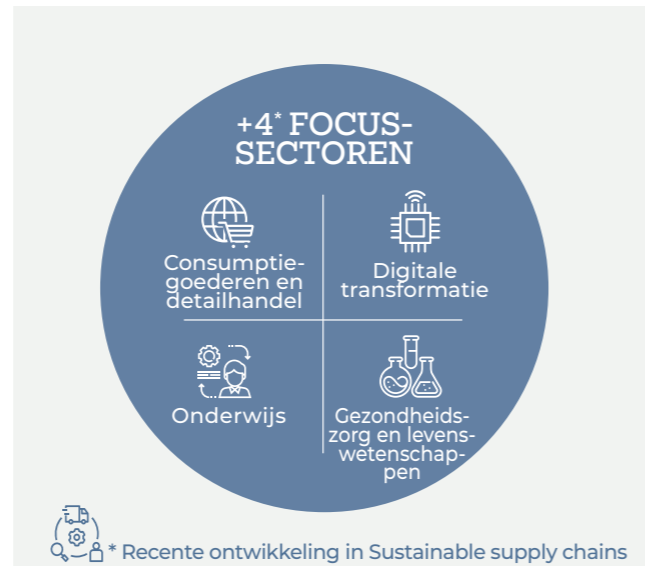 +4* FOCUS-
SECTOREN
Consumptie-
goederen en
detailhandel
Digitale
transformatie
Onderwijs
Gezondheids-
zorg en levens-
wetenschap-
pen
* Recente ontwikkeling in Sustainable supply chains